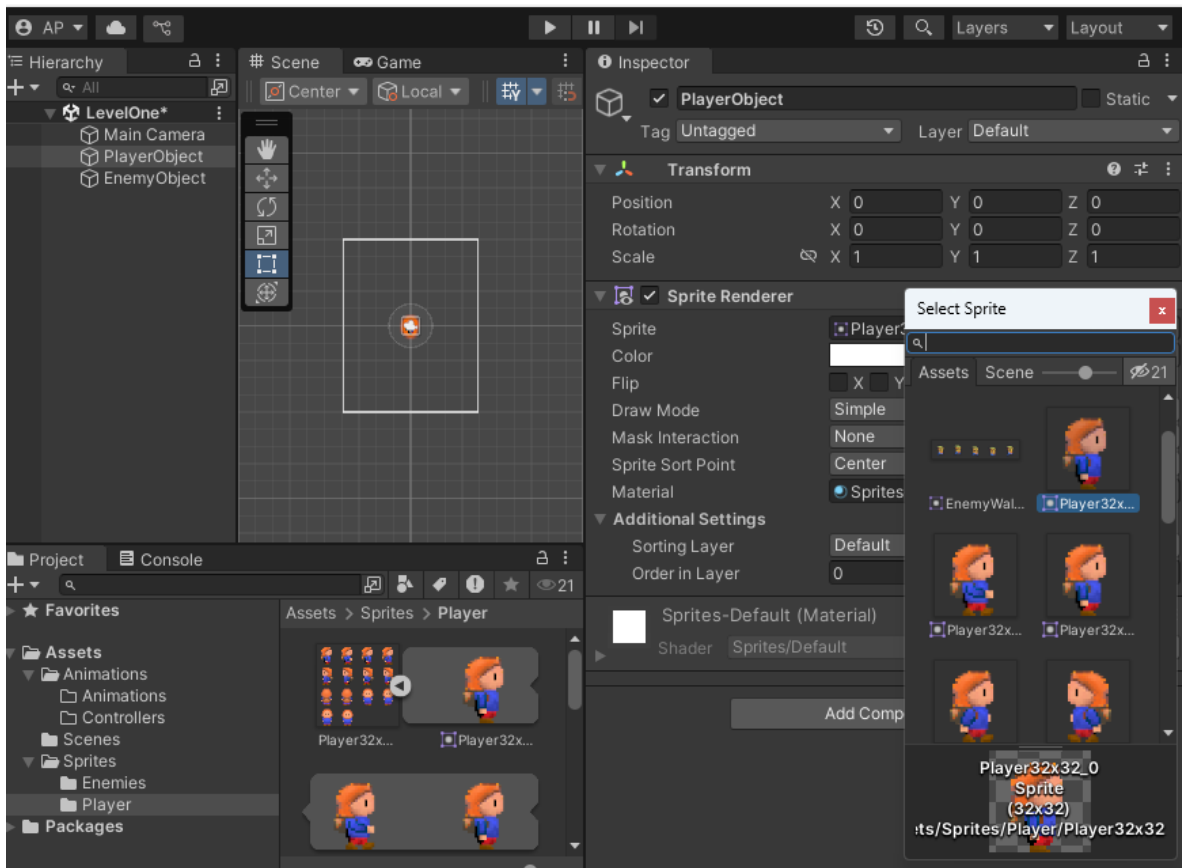 AP Layers Layout
Hierarchy
All
LevelOne*
Main Camera
PlayerObject
EnemyObject
Scene Game
Center Local
Inspector
PlayerObject Static
Tag Untagged Layer Default
Transform
Position X 0 Y 0 Z 0
Rotation X 0 Y 0 Z 0
Scale X 1 Y 1 Z 1
Sprite Renderer
Sprite Player3
Color
Flip X Y
Draw Mode Simple
Mask Interaction None
Sprite Sort Point Center
Material Sprites
Additional Settings
Sorting Layer Default
Order in Layer 0
Sprites-Default (Material)
Shader Sprites/Default
Add Comp
Select Sprite
x
Assets Scene 21
EnemyWal... Player32x...
Player32x... Player32x...
Player32x32_0
Sprite
(32x32)
ts/Sprites/Player/Player32x32
Project Console
21
Favorites
Assets
Animations
Animations
Controllers
Scenes
Sprites
Enemies
Player
Packages
Assets > Sprites > Player
Player32x... Player32x...